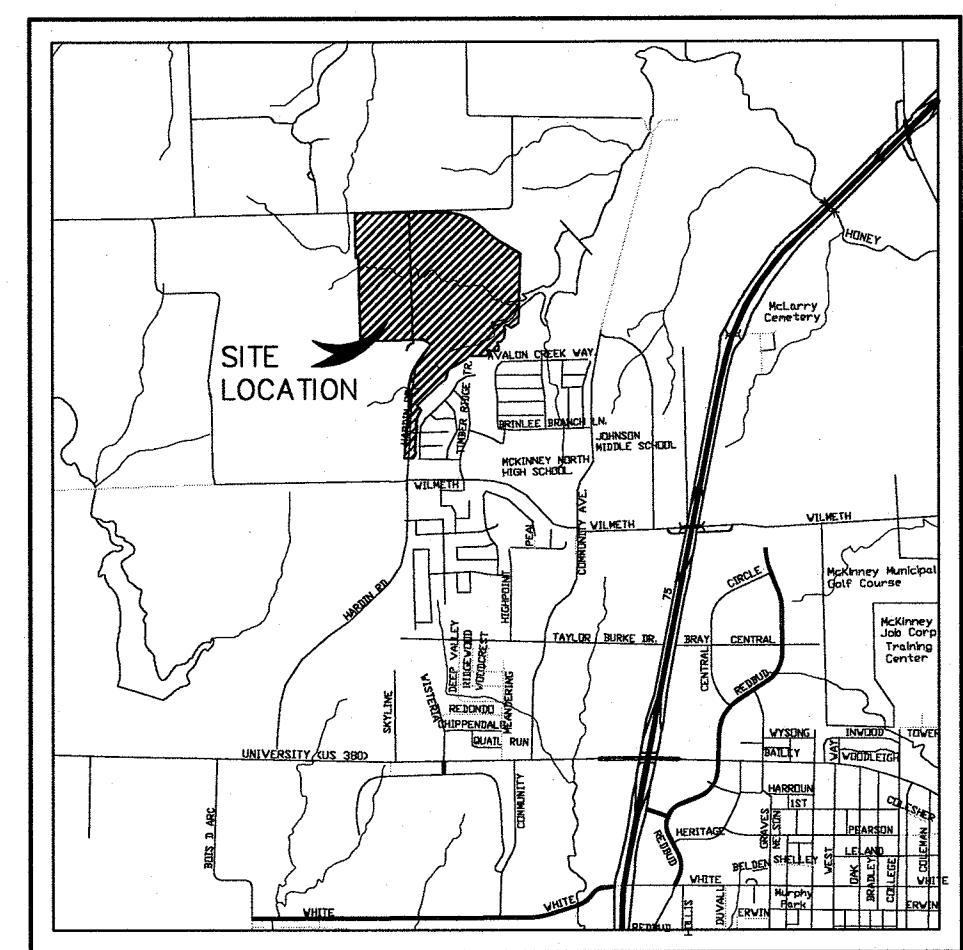 HONEY
McLarry
Cemetery
SITE
LOCATION
AVALON CREEK WAY.
TIMBER RIDGE TR.
HARDIN RD
BRINLEE BRANCH LN.
JOHNSON
MIDDLE SCHOOL
MCKINNEY NORTH
HIGH SCHOOL
WILMETH
COMMUNITY AVE.
PEAL
WILMETH
WILMETH
75
CIRCLE
McKinney Municipal
Golf Course
HARDIN RD
HIGHPOINT
McKinney
Job Corp
Training
Center
TAYLOR BURKE DR.
BRAY CENTRAL
CENTRAL
REDBUD
DEEP VALLEY
RIDGEWOOD
WOODCREST
WISTERIA
MEANDERING
SKYLINE
REDONDO
CHIPPENDALE
QUAIL RUN
WYSONG
INWOOD
TOWER
BAILEY
WAY
WOODLEIGH
UNIVERSITY (US 380)
HARROUN
1ST
COLESHER
BOIS D ARC
COMMUNITY
REDBUD
HERITAGE
GRAVES
NELSON
PEARSON
WEST
LELAND
OAK
BRADLEY
COLLEGE
COLEMAN
BELDEN
SHELLEY
WHITE
WHITE
WHITE
WHITE
Murphy
Park
ERWIN
ERWIN
HOLLIS
DUVALL
REDBUD